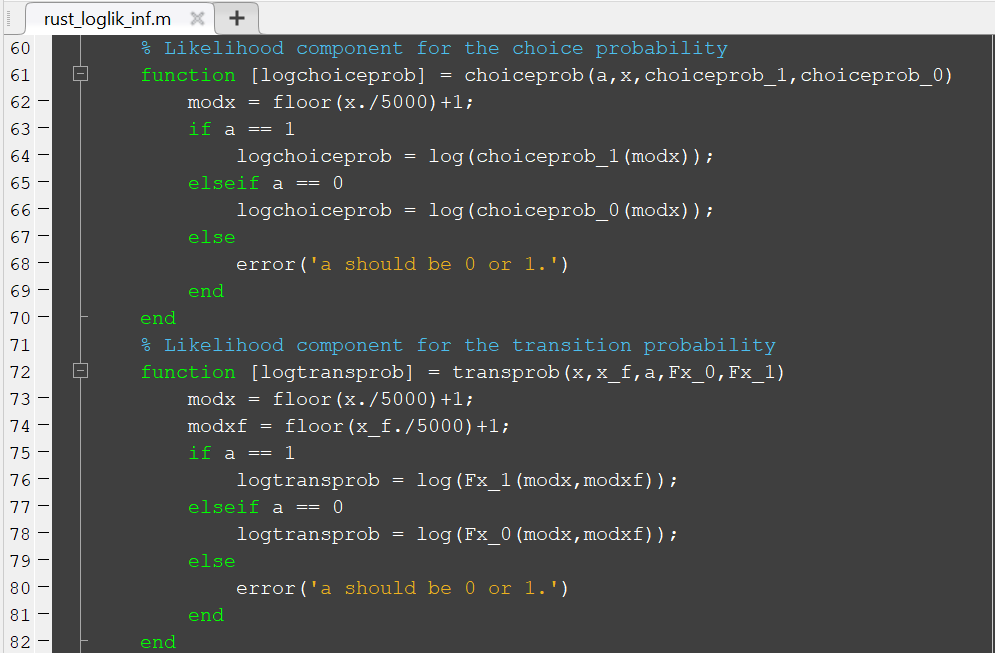 rust_loglik_inf.m
60 % Likelihood component for the choice probability
61 function [logchoiceprob] = choiceprob(a,x,choiceprob_1,choiceprob_0)
62 modx = floor(x./5000)+1;
63 if a == 1
64 logchoiceprob = log(choiceprob_1(modx));
65 elseif a == 0
66 logchoiceprob = log(choiceprob_0(modx));
67 else
68 error('a should be 0 or 1.')
69 end
70 end
71 % Likelihood component for the transition probability
72 function [logtransprob] = transprob(x,x_f,a,Fx_0,Fx_1)
73 modx = floor(x./5000)+1;
74 modxf = floor(x_f./5000)+1;
75 if a == 1
76 logtransprob = log(Fx_1(modx,modxf));
77 elseif a == 0
78 logtransprob = log(Fx_0(modx,modxf));
79 else
80 error('a should be 0 or 1.')
81 end
82 end